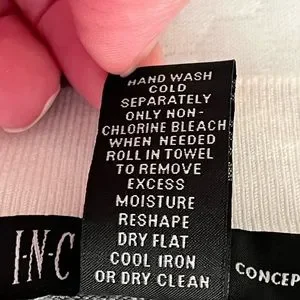 HAND WASH
COLD
SEPARATELY
ONLY NON-
CHLORINE BLEACH
WHEN NEEDED
ROLL IN TOWEL
TO REMOVE
EXCESS
MOISTURE
RESHAPE
DRY FLAT
COOL IRON
OR DRY CLEAN
I·N·C
CONCEP